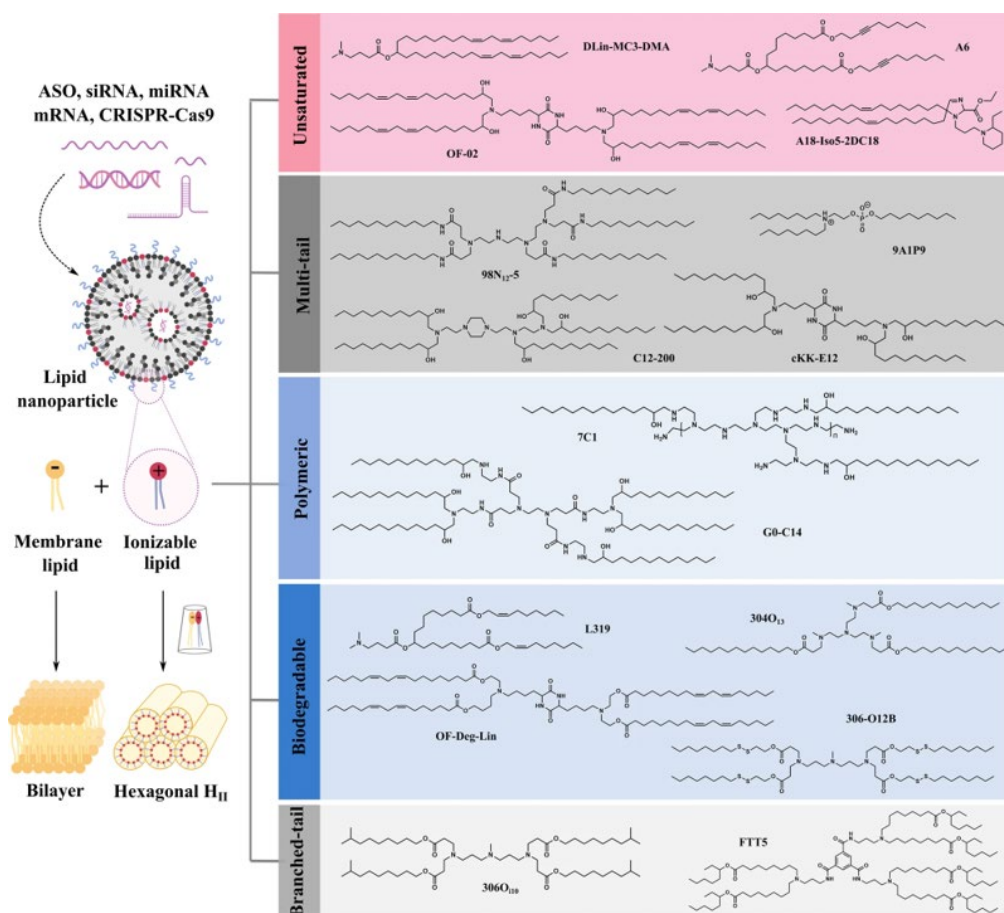 ASO, siRNA, miRNA
mRNA, CRISPR-Cas9
Lipid
nanoparticle
Membrane
lipid
+
Ionizable
lipid
Bilayer
Hexagonal H_II
Unsaturated
DLin-MC3-DMA
A6
OF-02
A18-Iso5-2DC18
Multi-tail
98N₁₂-5
9A1P9
C12-200
cKK-E12
Polymeric
7C1
G0-C14
Biodegradable
L319
304O₁₃
OF-Deg-Lin
306-O12B
Branched-tail
306O_i10
FTT5